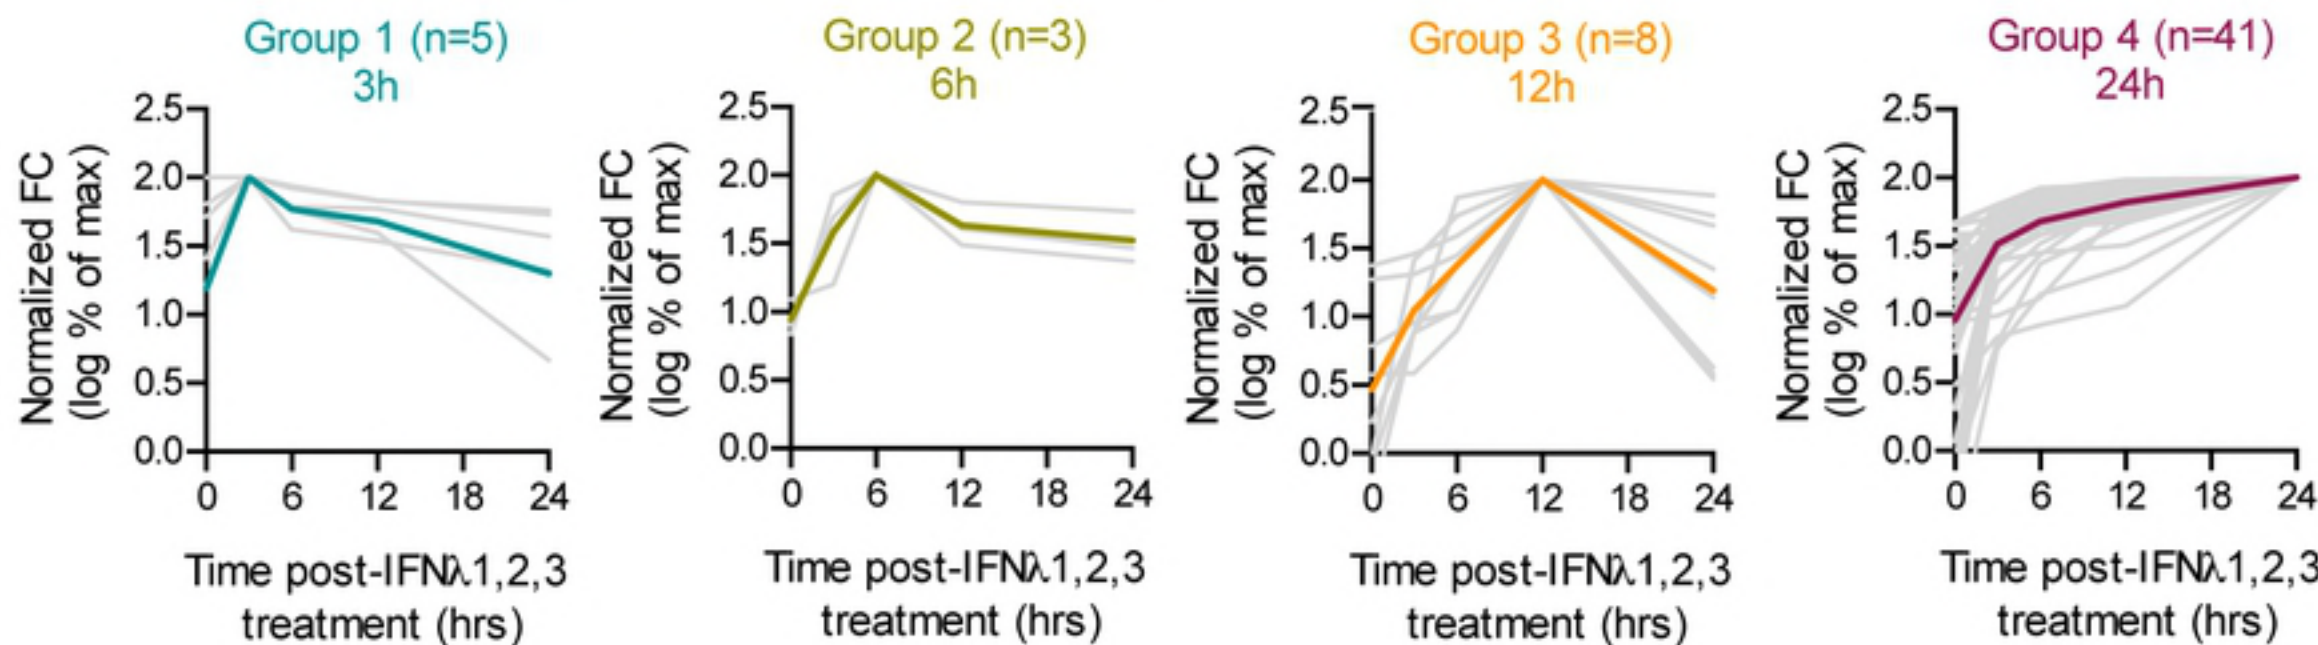 Group 1 (n=5)
3h
Normalized FC
(log % of max)
2.5
2.0
1.5
1.0
0.5
0.0
0 6 12 18 24
Time post-IFNλ1,2,3
treatment (hrs)
Group 2 (n=3)
6h
Normalized FC
(log % of max)
2.5
2.0
1.5
1.0
0.5
0.0
0 6 12 18 24
Time post-IFNλ1,2,3
treatment (hrs)
Group 3 (n=8)
12h
Normalized FC
(log % of max)
2.5
2.0
1.5
1.0
0.5
0.0
0 6 12 18 24
Time post-IFNλ1,2,3
treatment (hrs)
Group 4 (n=41)
24h
Normalized FC
(log % of max)
2.5
2.0
1.5
1.0
0.5
0.0
0 6 12 18 24
Time post-IFNλ1,2,3
treatment (hrs)